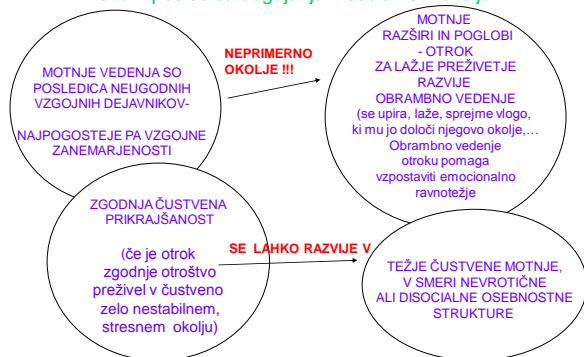 NEPRIMERNO
OKOLJE !!!
MOTNJE VEDENJA SO
POSLEDICA NEUGODNIH
VZGOJNIH DEJAVNIKOV-
NAJPOGOSTEJE PA VZGOJNE
ZANEMARJENOSTI
MOTNJE
RAZŠIRI IN POGLOBI
- OTROK
ZA LAŽJE PREŽIVETJE
RAZVIJE
OBRAMBNO VEDENJE
(se upira, laže, sprejme vlogo,
ki mu jo določi njegovo okolje,...
Obrambno vedenje
otroku pomaga
vzpostaviti emocionalno
ravnotežje
ZGODNJA ČUSTVENA
PRIKRAJŠANOST
(če je otrok
zgodnje otroštvo
preživel v čustveno
zelo nestabilnem,
stresnem okolju)
SE LAHKO RAZVIJE V
TEŽJE ČUSTVENE MOTNJE,
V SMERI NEVROTIČNE
ALI DISOCIALNE OSEBNOSTNE
STRUKTURE